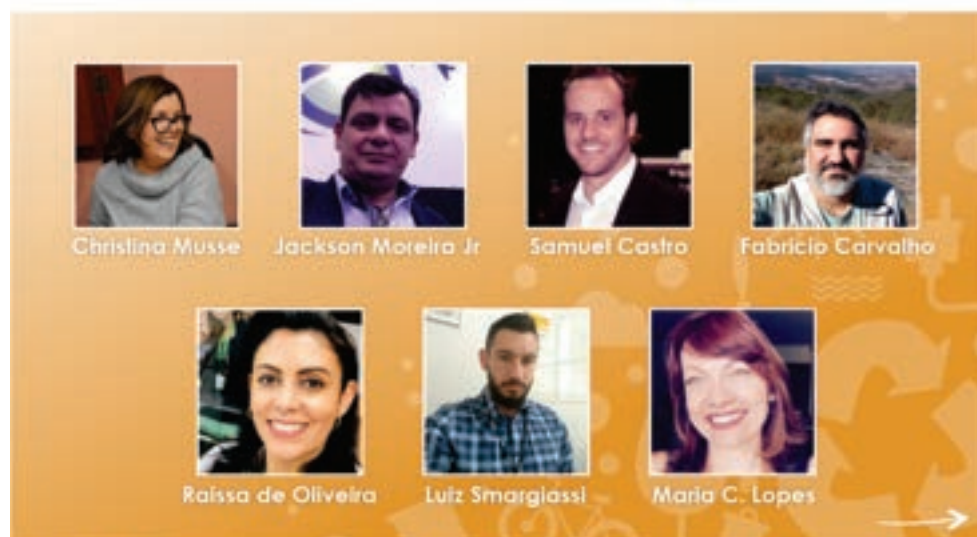 Christina Musse
Jackson Moreira Jr
Samuel Castro
Fabricio Carvalho
Raissa de Oliveira
Luiz Smargiassi
Maria C. Lopes